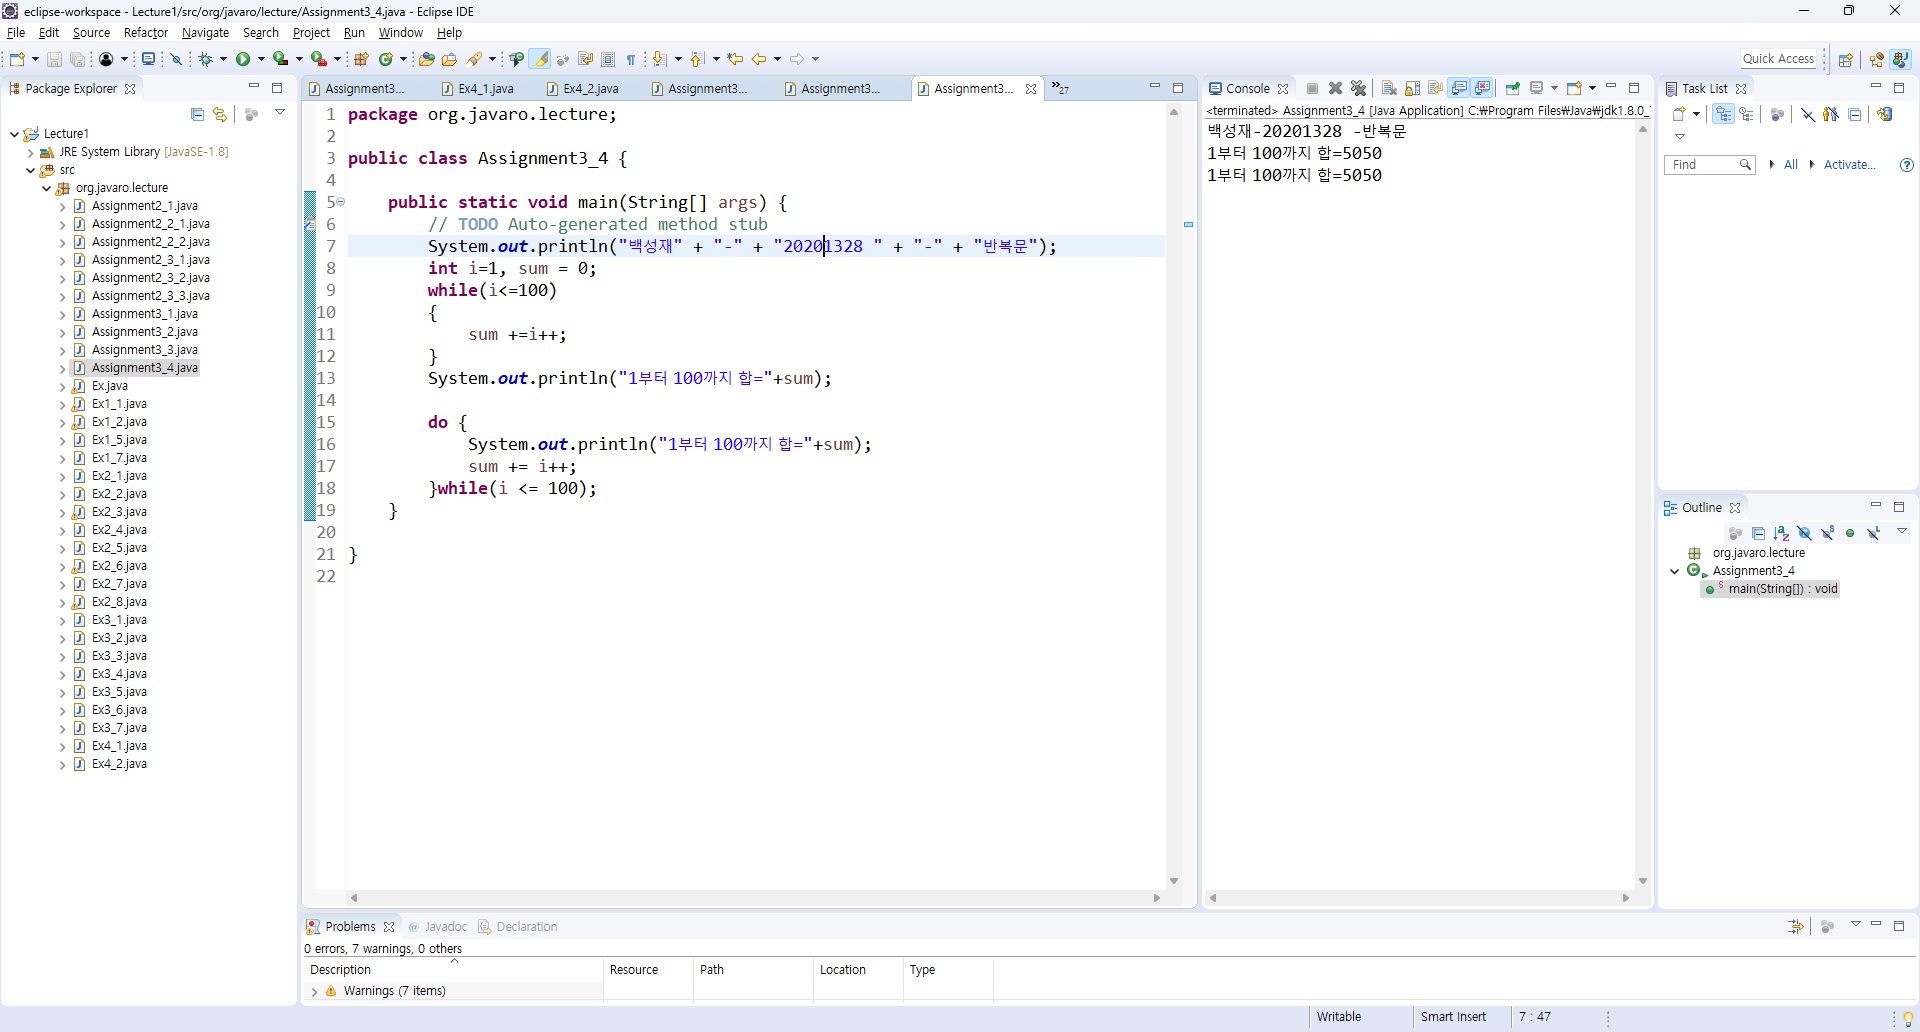 eclipse-workspace - Lecture1/src/org/javaro/lecture/Assignment3_4.java - Eclipse IDE
File Edit Source Refactor Navigate Search Project Run Window Help
Quick Access
Package Explorer
Lecture1
JRE System Library [JavaSE-1.8]
src
org.javaro.lecture
Assignment2_1.java
Assignment2_2_1.java
Assignment2_2_2.java
Assignment2_3_1.java
Assignment2_3_2.java
Assignment2_3_3.java
Assignment3_1.java
Assignment3_2.java
Assignment3_3.java
Assignment3_4.java
Ex.java
Ex1_1.java
Ex1_2.java
Ex1_5.java
Ex1_7.java
Ex2_1.java
Ex2_2.java
Ex2_3.java
Ex2_4.java
Ex2_5.java
Ex2_6.java
Ex2_7.java
Ex2_8.java
Ex3_1.java
Ex3_2.java
Ex3_3.java
Ex3_4.java
Ex3_5.java
Ex3_6.java
Ex3_7.java
Ex4_1.java
Ex4_2.java
Assignment3... Ex4_1.java Ex4_2.java Assignment3... Assignment3... Assignment3... »27
1 package org.javaro.lecture;
2
3 public class Assignment3_4 {
4
5 public static void main(String[] args) {
6 // TODO Auto-generated method stub
7 System.out.println("백성재" + "-" + "20201328 " + "-" + "반복문");
8 int i=1, sum = 0;
9 while(i<=100)
10 {
11 sum +=i++;
12 }
13 System.out.println("1부터 100까지 합="+sum);
14
15 do {
16 System.out.println("1부터 100까지 합="+sum);
17 sum += i++;
18 }while(i <= 100);
19 }
20
21 }
22
Console
<terminated> Assignment3_4 [Java Application] C:₩Program Files₩Java₩jdk1.8.0_
백성재-20201328 -반복문
1부터 100까지 합=5050
1부터 100까지 합=5050
Task List
Find All Activate...
Outline
org.javaro.lecture
Assignment3_4
main(String[]) : void
Problems Javadoc Declaration
0 errors, 7 warnings, 0 others
Description Resource Path Location Type
Warnings (7 items)
Writable Smart Insert 7 : 47